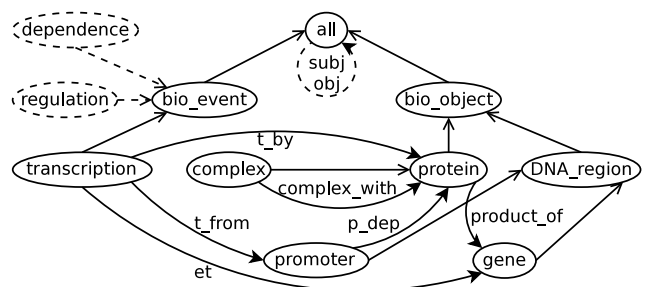 dependence
all
subj
obj
regulation
bio_event
bio_object
t_by
transcription
complex
protein
DNA_region
complex_with
t_from
p_dep
product_of
promoter
gene
et